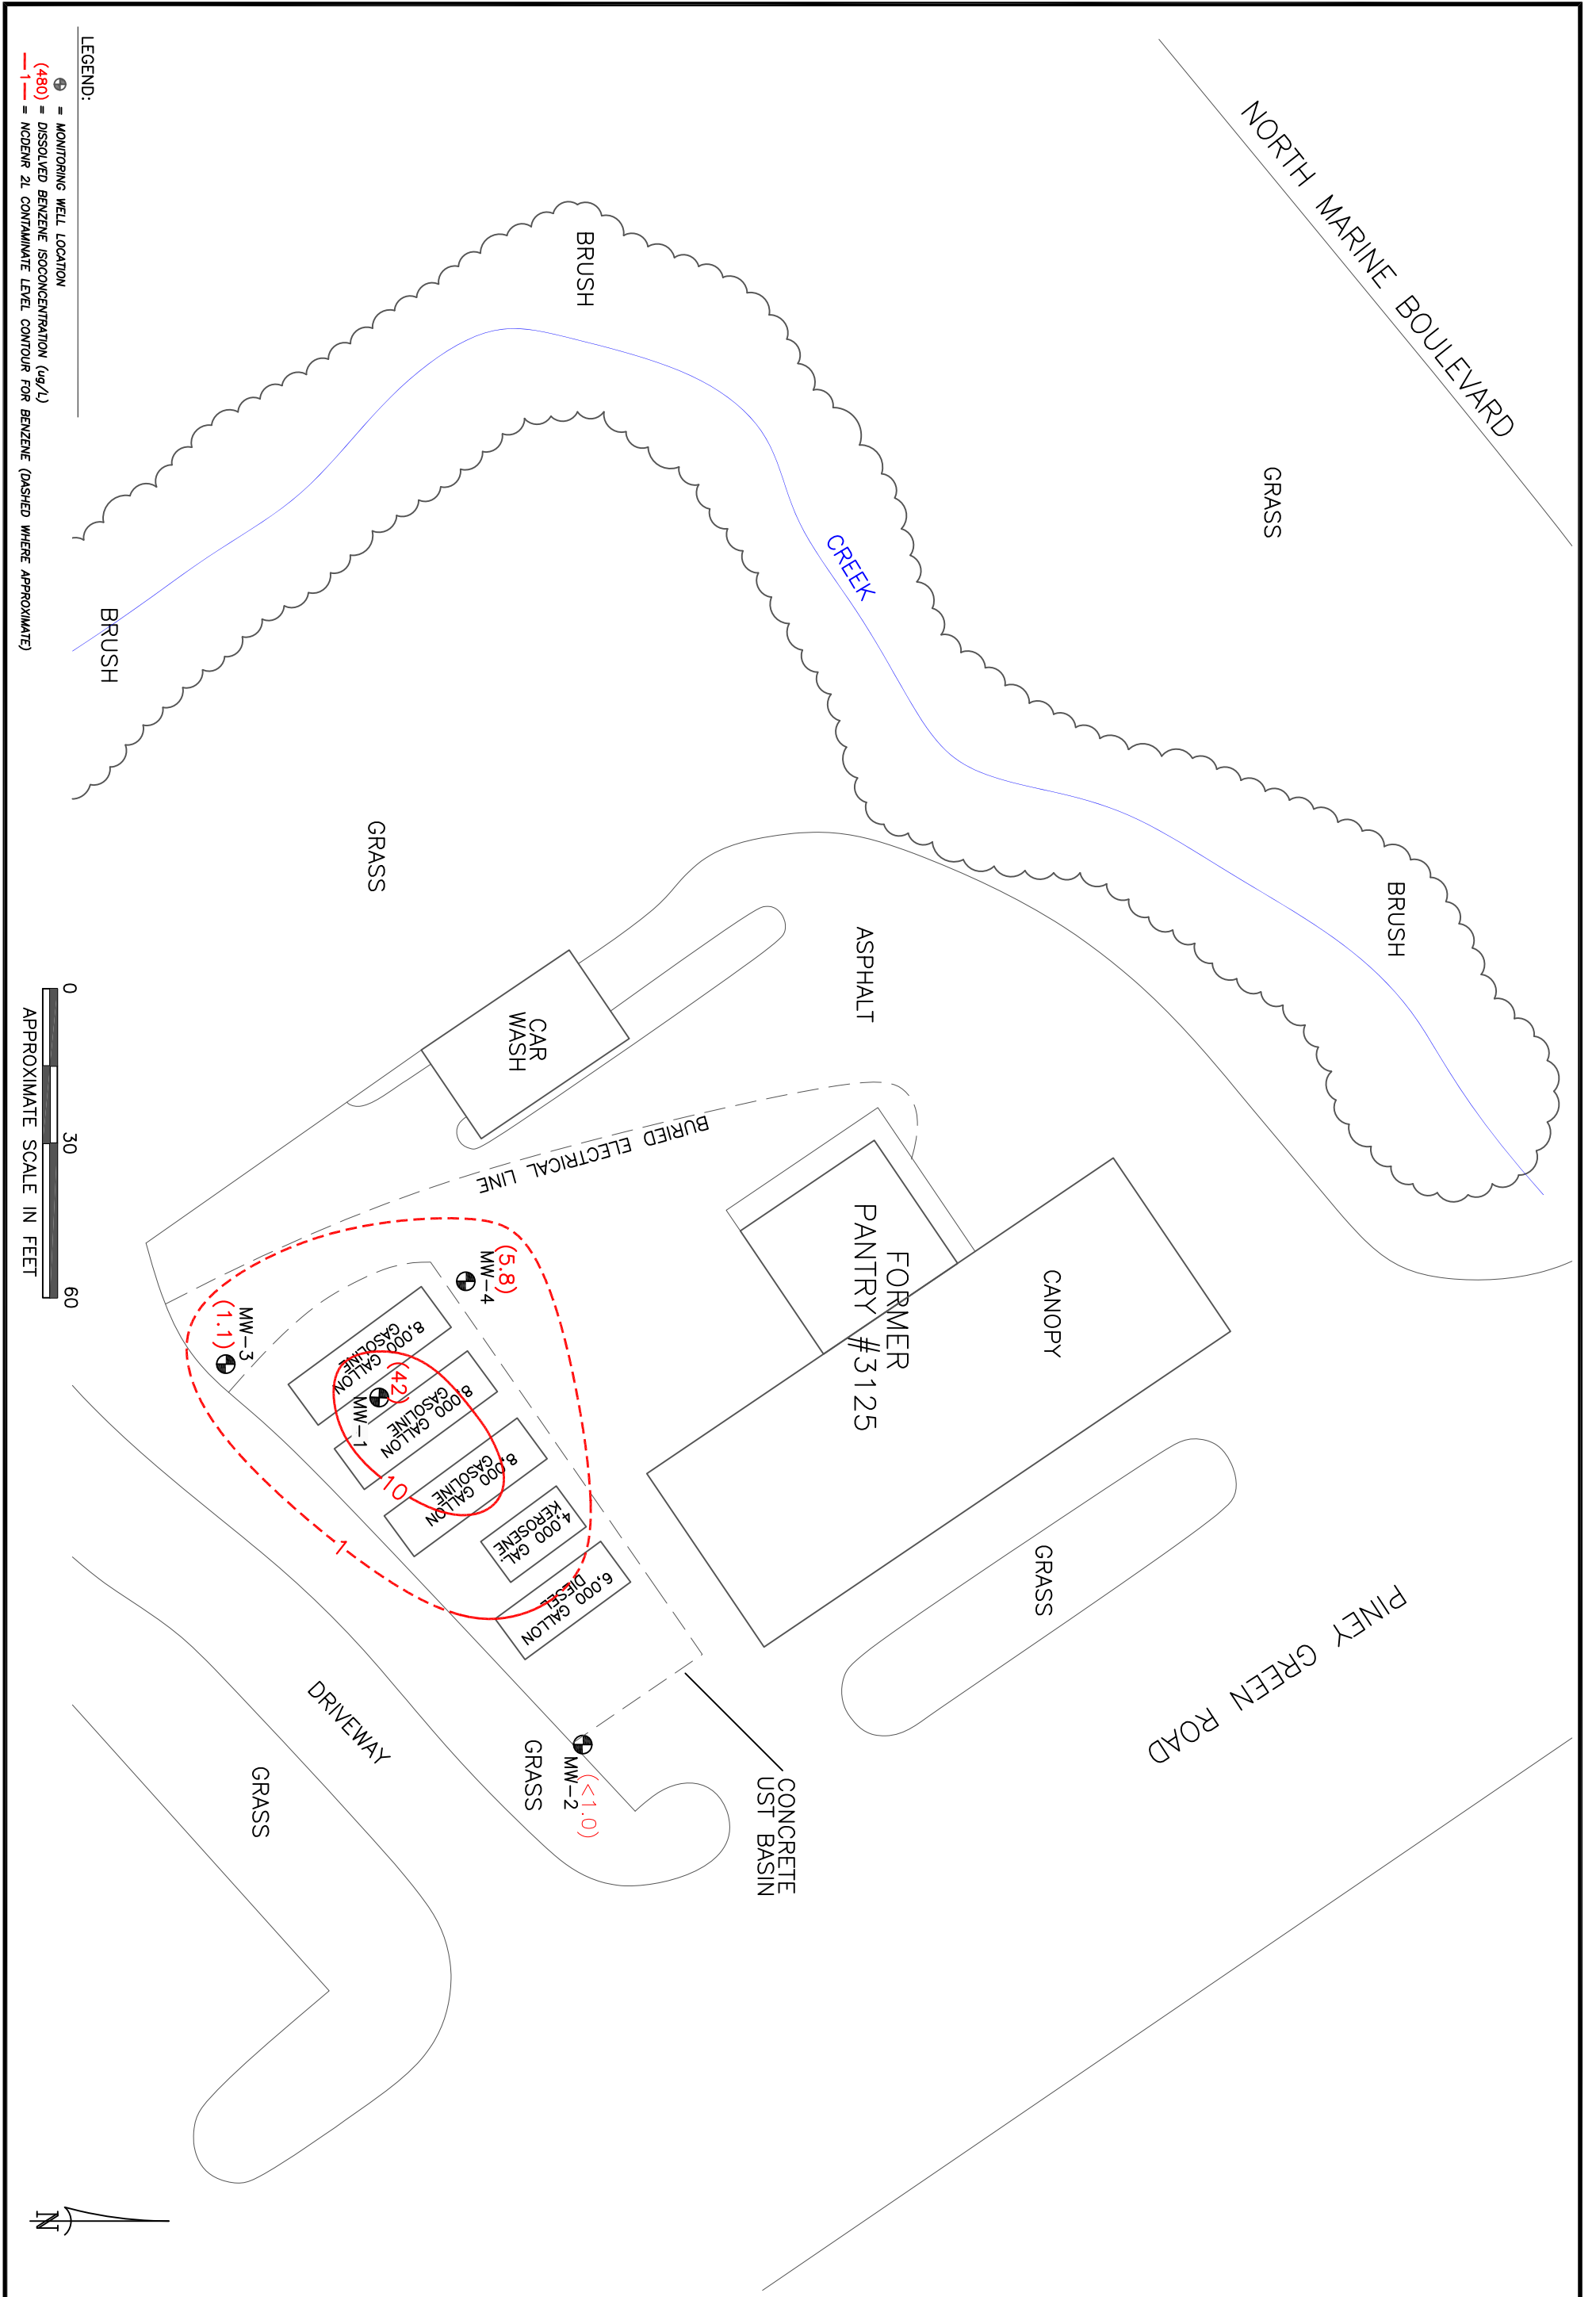 NORTH MARINE BOULEVARD
GRASS
BRUSH
CREEK
BRUSH
BRUSH
GRASS
ASPHALT
CAR
WASH
BURIED ELECTRICAL LINE
FORMER
PANTRY #3125
CANOPY
GRASS
PINEY GREEN ROAD
(5.8)
MW-4
MW-3
(1.1)
8,000 GALLON
GASOLINE
(42)
MW-1
8,000 GALLON
GASOLINE
10
8,000 GALLON
GASOLINE
4,000 GAL.
KEROSENE
6,000 GALLON
DIESEL
1
CONCRETE
UST BASIN
(<1.0)
MW-2
GRASS
DRIVEWAY
GRASS
LEGEND:
= MONITORING WELL LOCATION
(480) = DISSOLVED BENZENE ISOCONCENTRATION (ug/L)
—1— = NCDENR 2L CONTAMINATE LEVEL CONTOUR FOR BENZENE (DASHED WHERE APPROXIMATE)
0 30 60
APPROXIMATE SCALE IN FEET
N